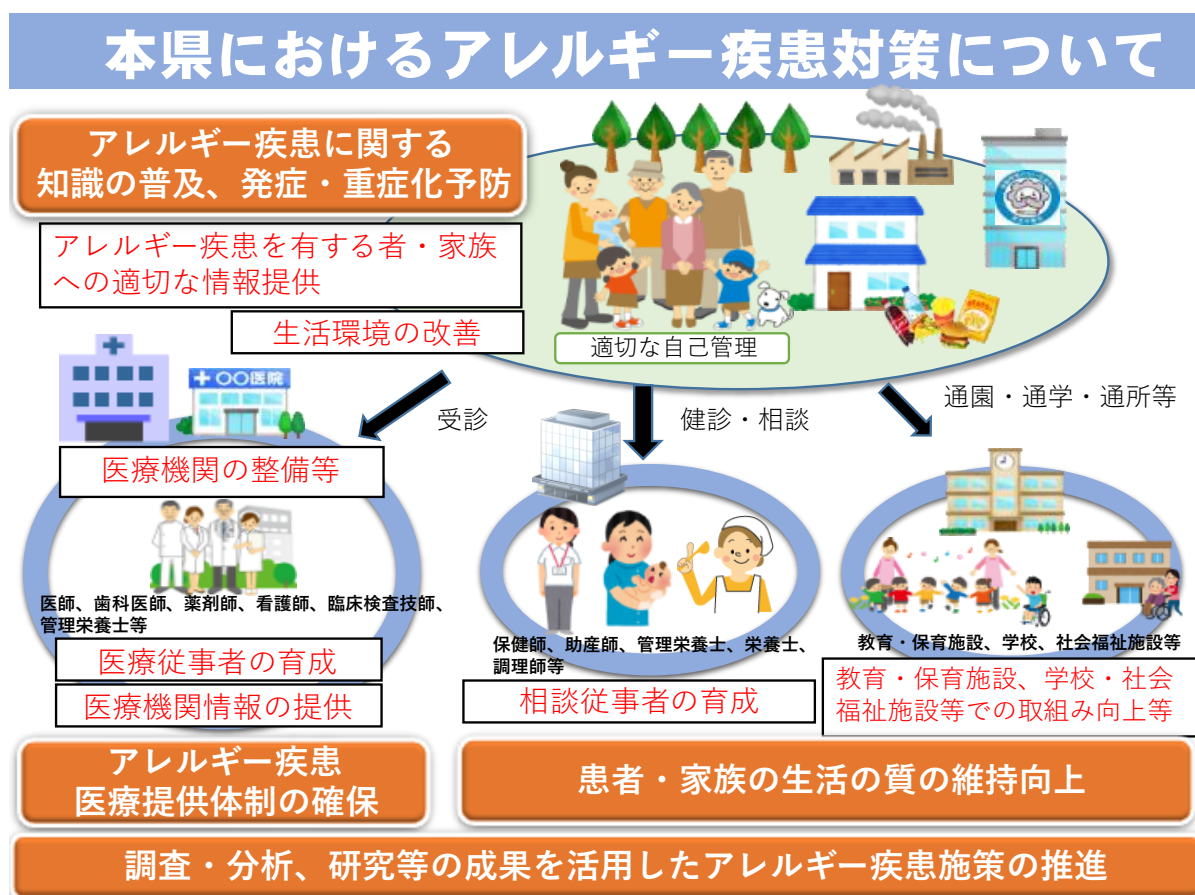 本県におけるアレルギー疾患対策について
アレルギー疾患に関する
知識の普及、発症・重症化予防
アレルギー疾患を有する者・家族
への適切な情報提供
生活環境の改善
適切な自己管理
受診
健診・相談
通園・通学・通所等
〇〇医院
医療機関の整備等
医師、歯科医師、薬剤師、看護師、臨床検査技師、
管理栄養士等
医療従事者の育成
医療機関情報の提供
保健師、助産師、管理栄養士、栄養士、
調理師等
相談従事者の育成
教育・保育施設、学校、社会福祉施設等
教育・保育施設、学校・社会
福祉施設等での取組み向上等
アレルギー疾患
医療提供体制の確保
患者・家族の生活の質の維持向上
調査・分析、研究等の成果を活用したアレルギー疾患施策の推進